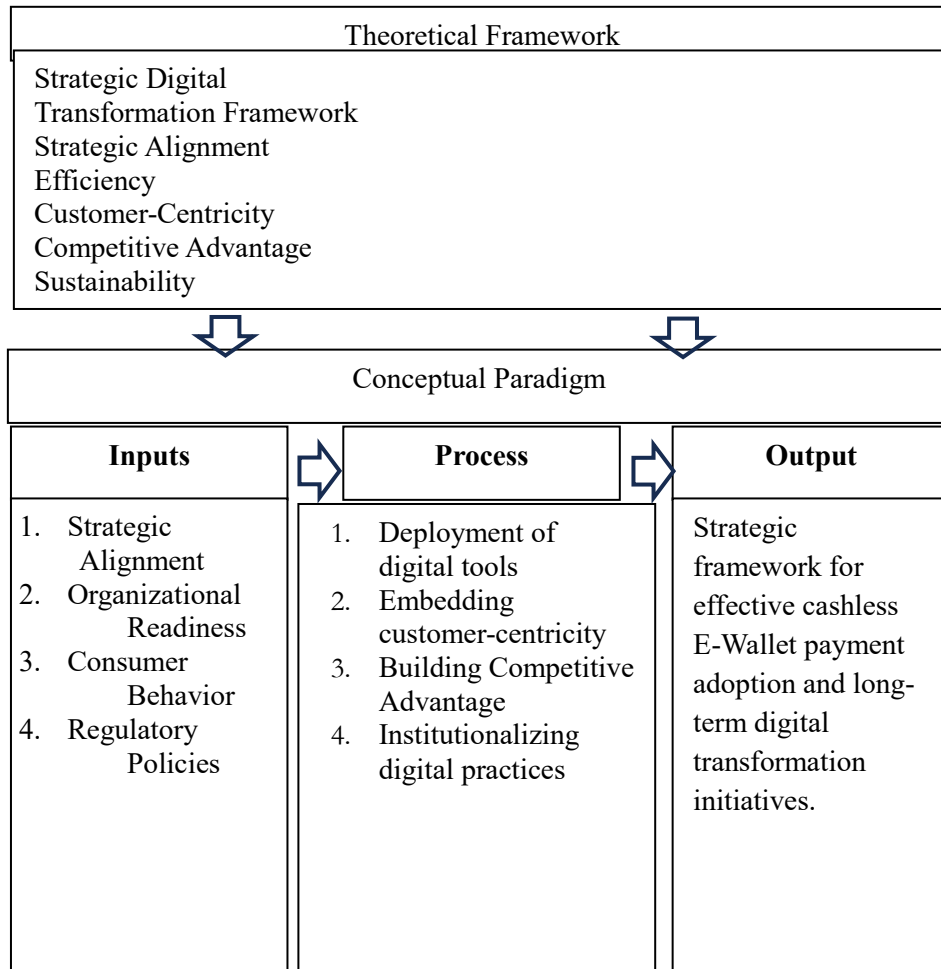 Theoretical Framework
Strategic Digital
Transformation Framework
Strategic Alignment
Efficiency
Customer-Centricity
Competitive Advantage
Sustainability
Conceptual Paradigm
Inputs
1. Strategic
Alignment
2. Organizational
Readiness
3. Consumer
Behavior
4. Regulatory
Policies
Process
1. Deployment of
digital tools
2. Embedding
customer-centricity
3. Building Competitive
Advantage
4. Institutionalizing
digital practices
Output
Strategic
framework for
effective cashless
E-Wallet payment
adoption and long-
term digital
transformation
initiatives.